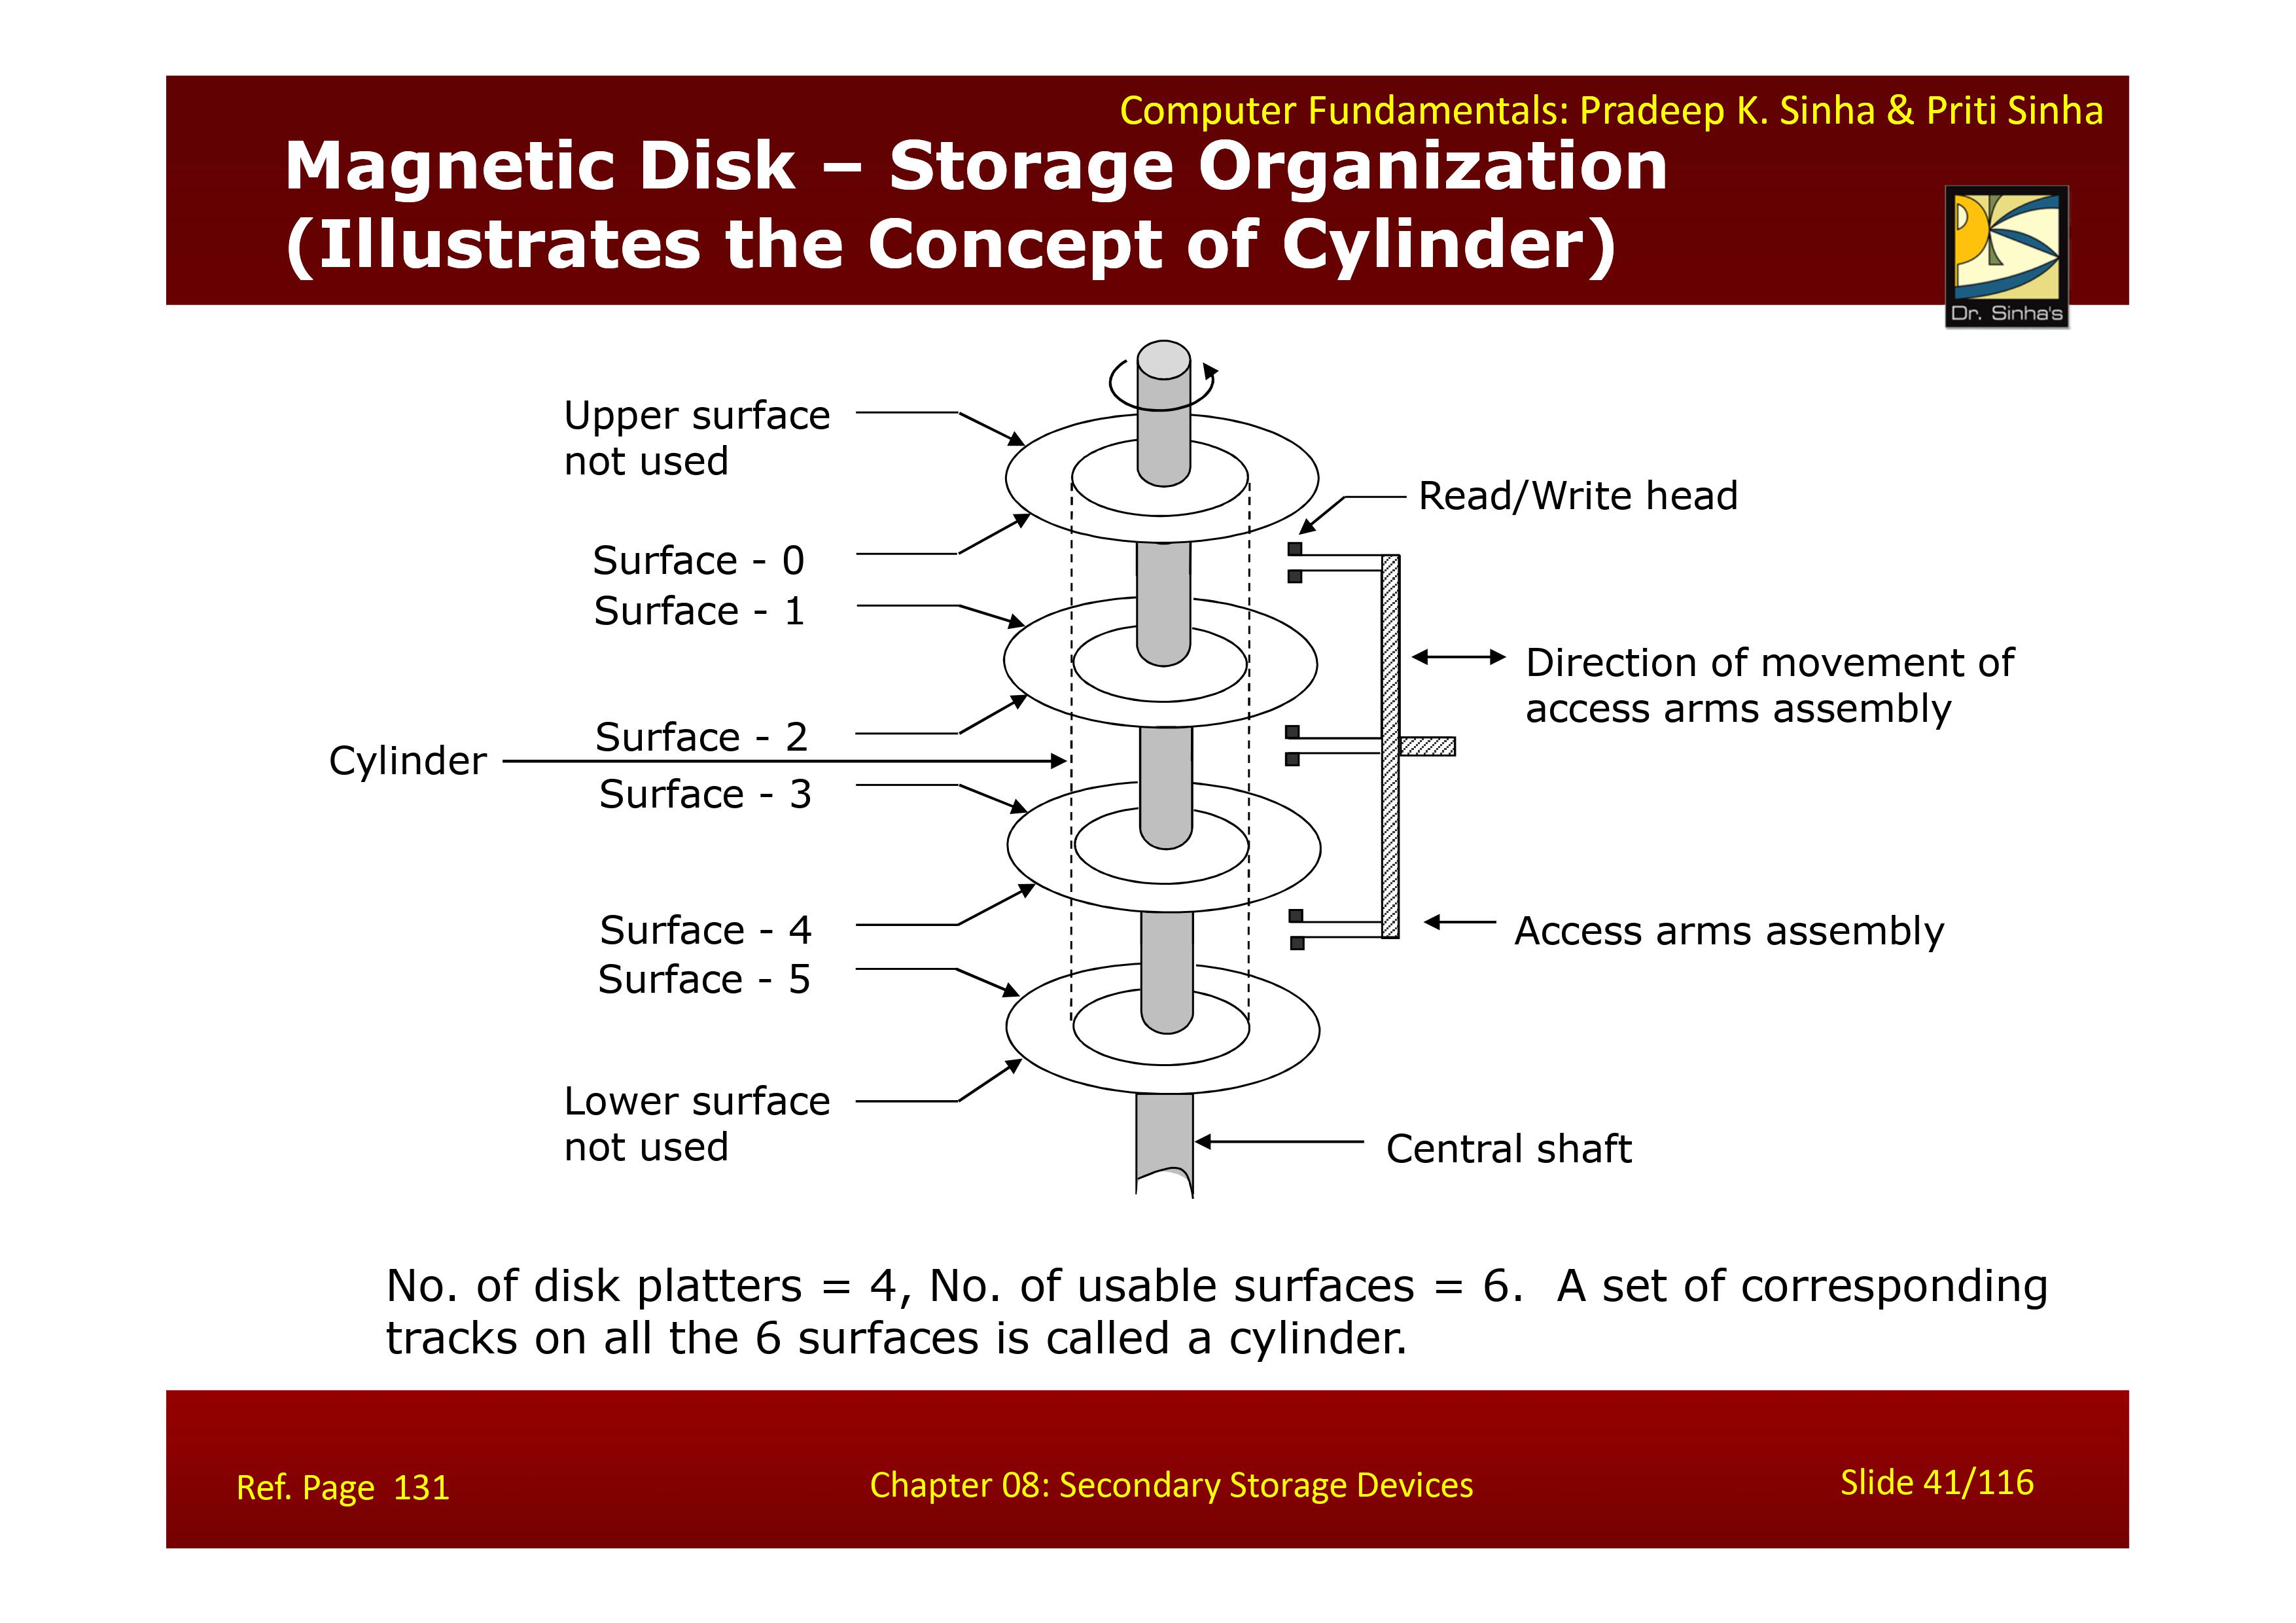 Computer Fundamentals: Pradeep K. Sinha & Priti Sinha
Magnetic Disk – Storage Organization
(Illustrates the Concept of Cylinder)
Dr. Sinha's
Upper surface
not used
Read/Write head
Surface - 0
Surface - 1
Direction of movement of
access arms assembly
Surface - 2
Cylinder
Surface - 3
Surface - 4
Access arms assembly
Surface - 5
Lower surface
not used
Central shaft
No. of disk platters = 4, No. of usable surfaces = 6.  A set of corresponding
tracks on all the 6 surfaces is called a cylinder.
Ref. Page  131
Chapter 08: Secondary Storage Devices
Slide 41/116